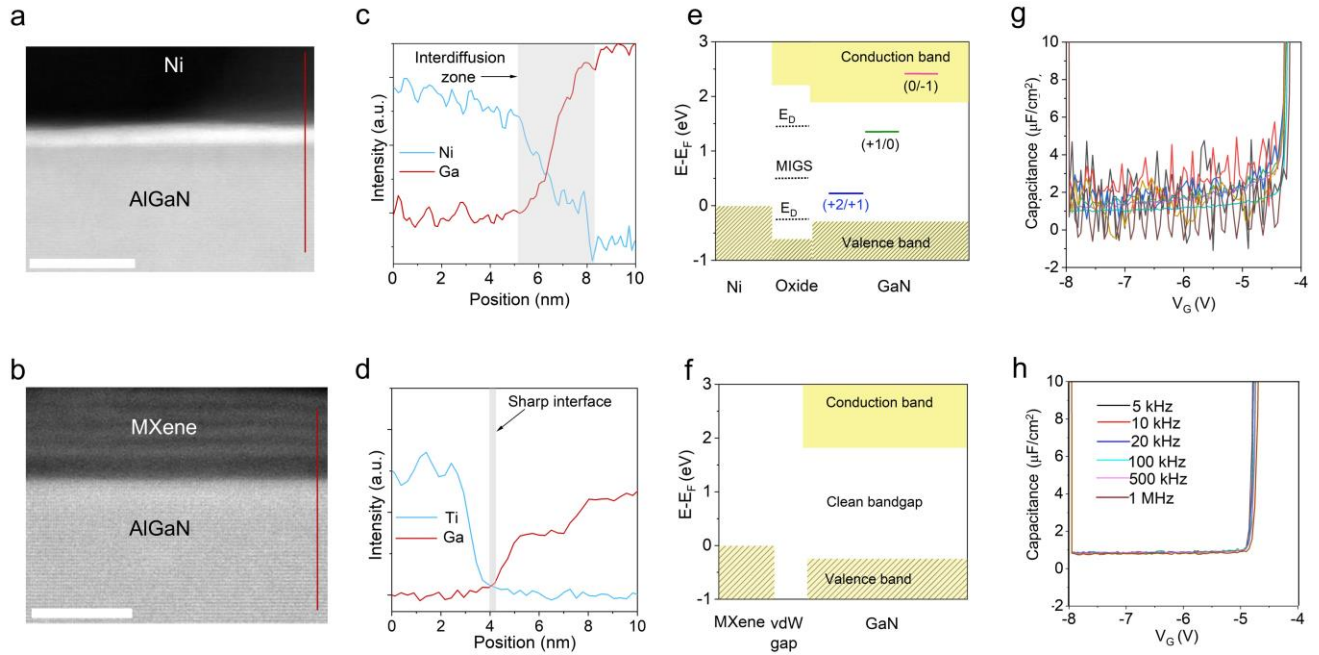 a
Ni
AlGaN
c
Interdiffusion
zone
Ni
Ga
Intensity (a.u.)
0 2 4 6 8 10
Position (nm)
e
3
2
1
0
-1
E-E_F (eV)
Conduction band
(0/-1)
E_D
(+1/0)
MIGS
(+2/+1)
E_D
Valence band
Ni Oxide GaN
g
10
8
6
4
2
0
-2
Capacitance (μF/cm²)
-8 -7 -6 -5 -4
V_G (V)
b
MXene
AlGaN
d
Sharp interface
Ti
Ga
Intensity (a.u.)
0 2 4 6 8 10
Position (nm)
f
3
2
1
0
-1
E-E_F (eV)
Conduction band
Clean bandgap
Valence band
MXene vdW GaN
gap
h
10
8
6
4
2
0
-2
Capacitance (μF/cm²)
5 kHz
10 kHz
20 kHz
100 kHz
500 kHz
1 MHz
-8 -7 -6 -5 -4
V_G (V)